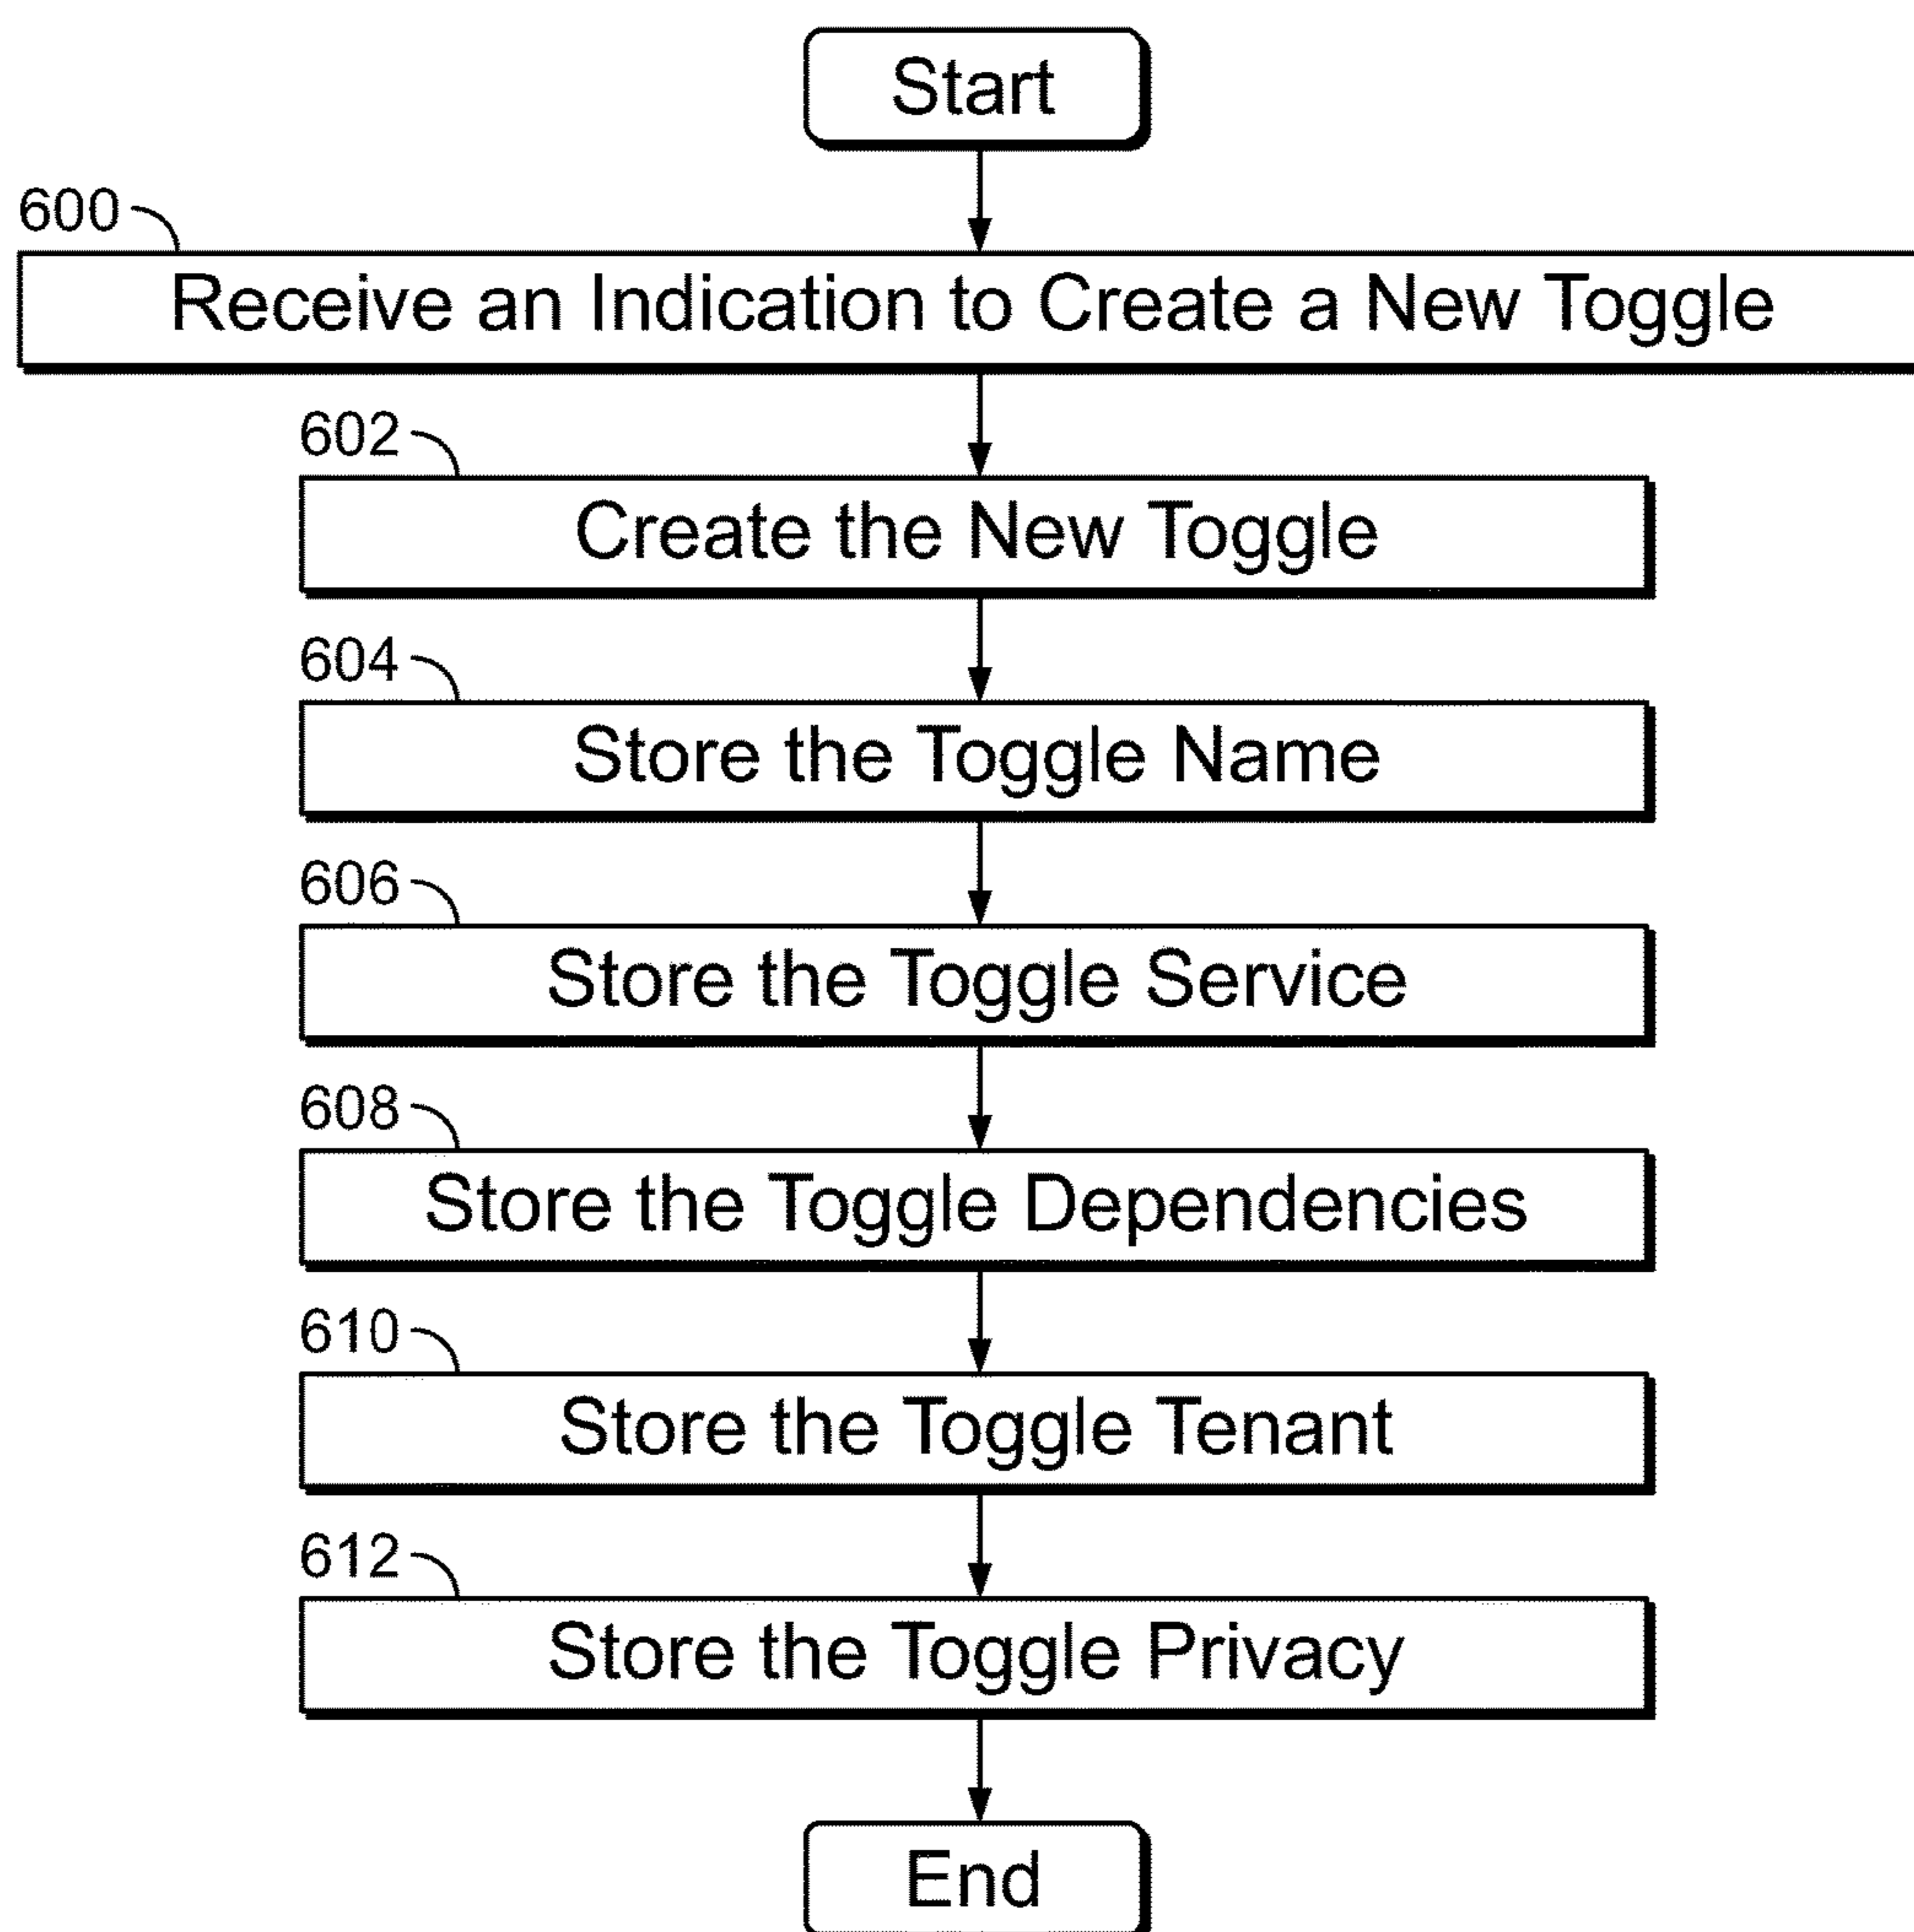 Start
600
Receive an Indication to Create a New Toggle
602
Create the New Toggle
604
Store the Toggle Name
606
Store the Toggle Service
608
Store the Toggle Dependencies
610
Store the Toggle Tenant
612
Store the Toggle Privacy
End